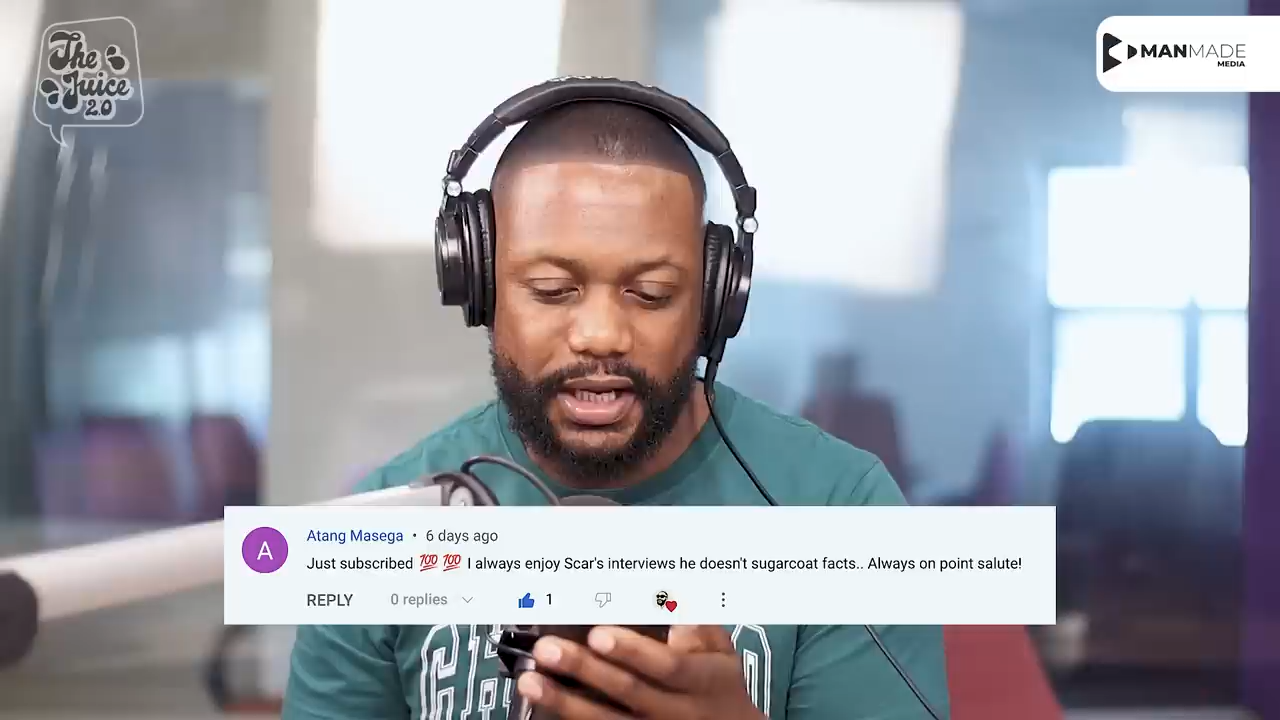 The
Juice
2.0
MANMADE
MEDIA
A
Atang Masega • 6 days ago
Just subscribed 💯 💯 I always enjoy Scar's interviews he doesn't sugarcoat facts.. Always on point salute!
REPLY 0 replies 1